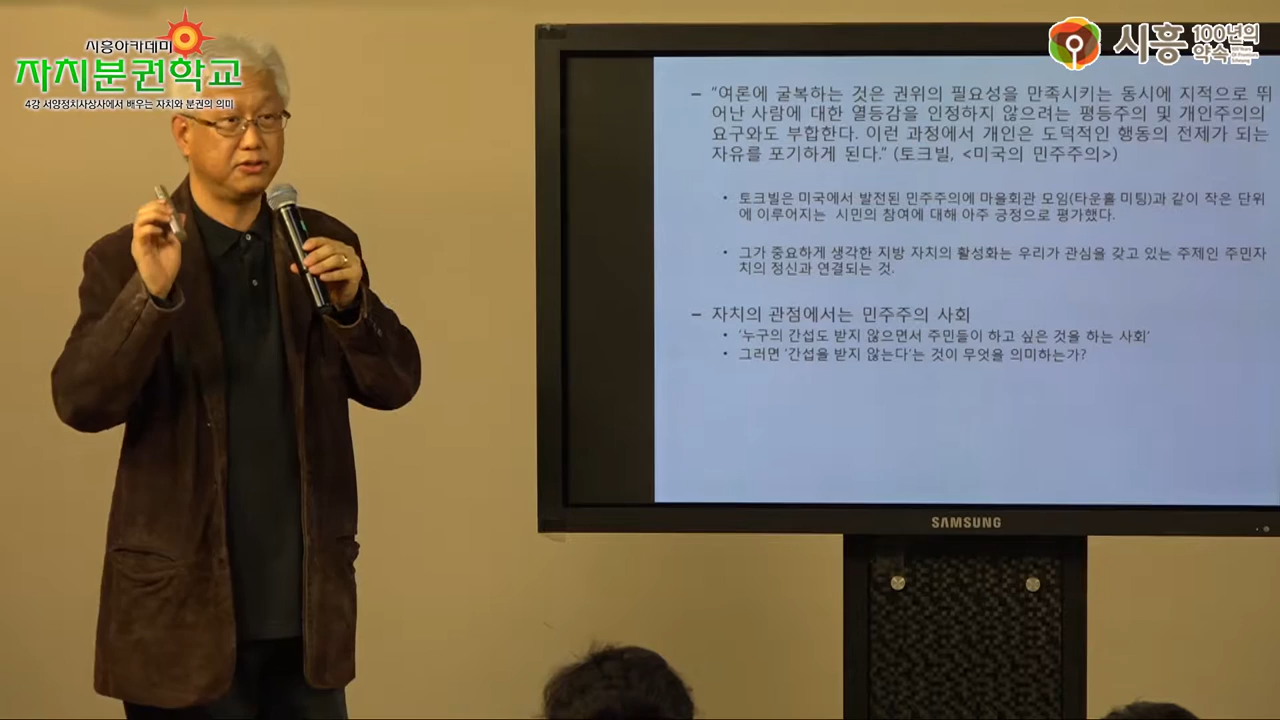 시흥아카데미
자치분권학교
4강 서양정치사상사에서 배우는 자치와 분권의 의미
시흥 100년의
약속
– “여론에 굴복하는 것은 권위의 필요성을 만족시키는 동시에 지적으로 뛰
어난 사람에 대한 열등감을 인정하지 않으려는 평등주의 및 개인주의의
요구와도 부합한다. 이런 과정에서 개인은 도덕적인 행동의 전제가 되는
자유를 포기하게 된다.” (토크빌, <미국의 민주주의>)
• 토크빌은 미국에서 발전된 민주주의에 마을회관 모임(타운홀 미팅)과 같이 작은 단위
에 이루어지는 시민의 참여에 대해 아주 긍정으로 평가했다.
• 그가 중요하게 생각한 지방 자치의 활성화는 우리가 관심을 갖고 있는 주제인 주민자
치의 정신과 연결되는 것.
– 자치의 관점에서는 민주주의 사회
• ‘누구의 간섭도 받지 않으면서 주민들이 하고 싶은 것을 하는 사회’
• 그러면 ‘간섭을 받지 않는다’는 것이 무엇을 의미하는가?
SAMSUNG